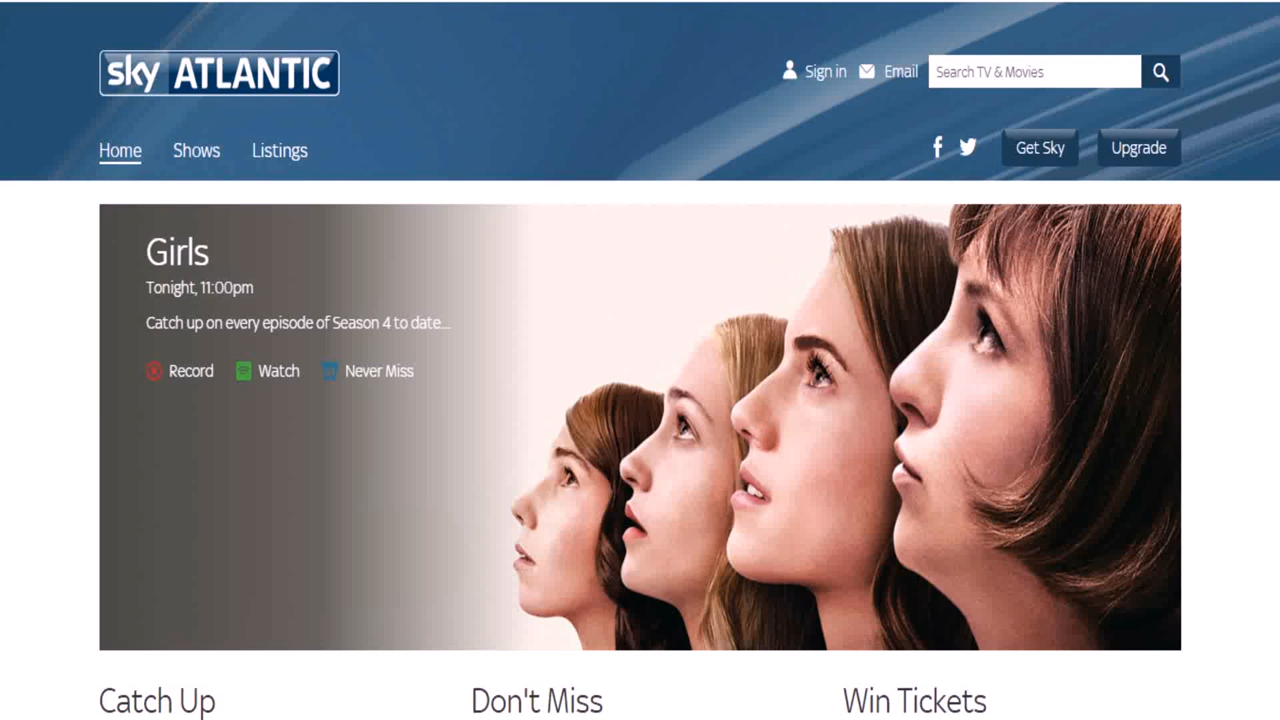 sky ATLANTIC
Sign in Email Search TV & Movies
Home Shows Listings
Get Sky Upgrade
Girls
Tonight, 11:00pm
Catch up on every episode of Season 4 to date...
Record Watch Never Miss
Catch Up Don't Miss Win Tickets